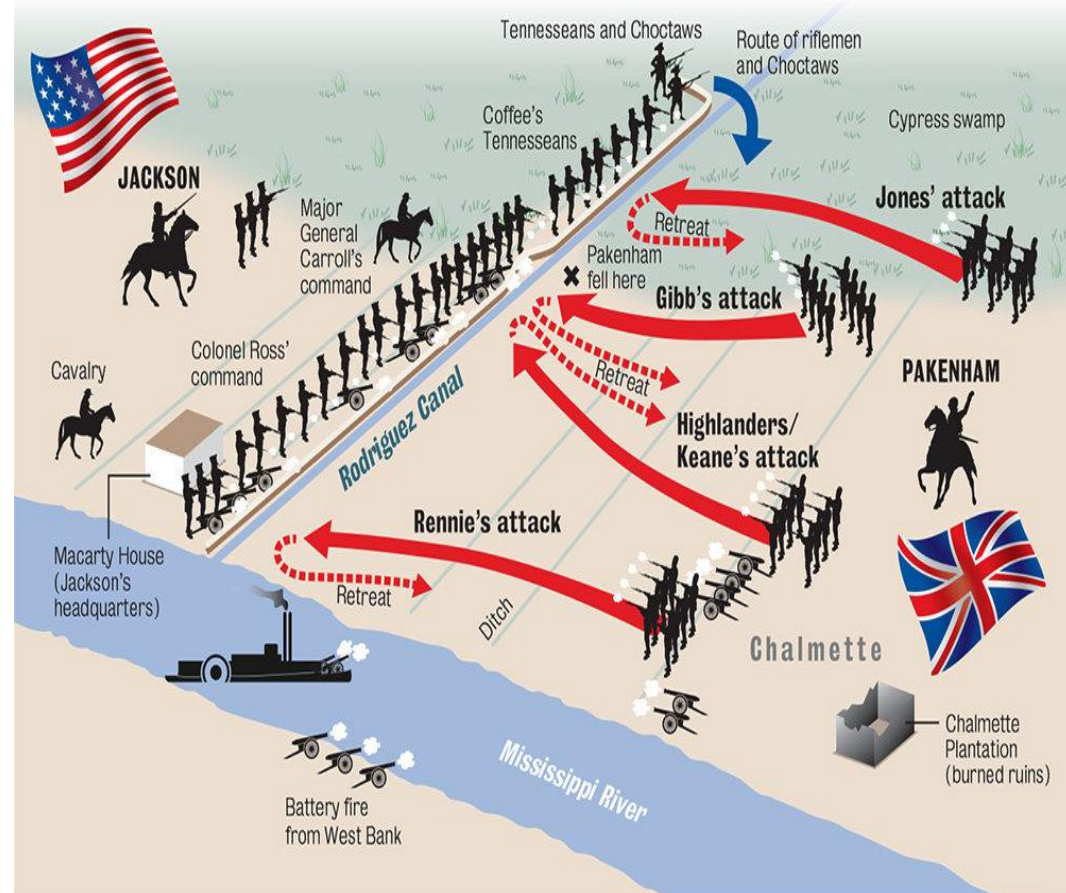 Tennesseans and Choctaws
Route of riflemen
and Choctaws
Coffee's
Tennesseans
Cypress swamp
JACKSON
Major
General
Carroll's
command
Jones' attack
Retreat
Pakenham
fell here
Gibb's attack
Colonel Ross'
command
Cavalry
Retreat
PAKENHAM
Rodriguez Canal
Highlanders/
Keane's attack
Rennie's attack
Macarty House
(Jackson's
headquarters)
Retreat
Ditch
Chalmette
Chalmette
Plantation
(burned ruins)
Mississippi River
Battery fire
from West Bank